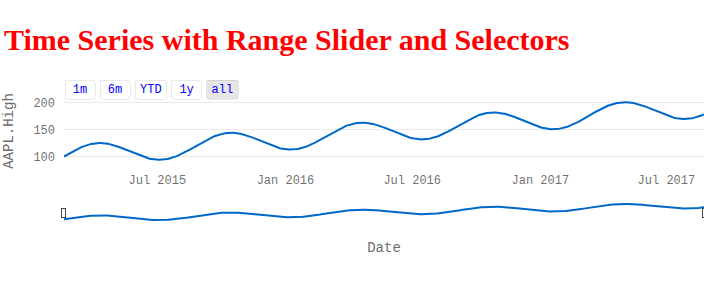 Time Series with Range Slider and Selectors
1m 6m YTD 1y all
AAPL.High
200
150
100
Jul 2015 Jan 2016 Jul 2016 Jan 2017 Jul 2017
Date